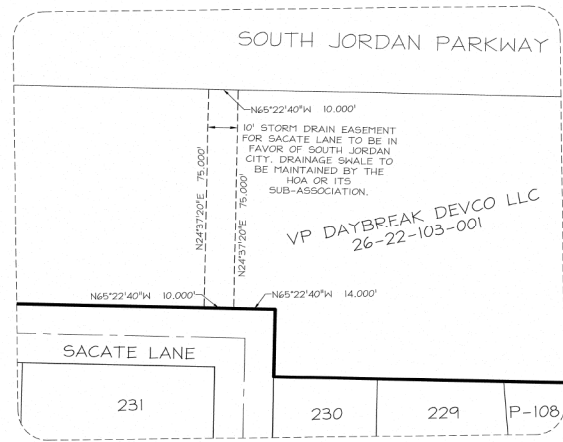 SOUTH JORDAN PARKWAY
N65°22'40"W 10.000'
10' STORM DRAIN EASEMENT
FOR SACATE LANE TO BE IN
FAVOR OF SOUTH JORDAN
CITY. DRAINAGE SWALE TO
BE MAINTAINED BY THE
HOA OR ITS
SUB-ASSOCIATION.
N24°37'20"E 75.000'
N24°37'20"E 75.000'
VP DAYBREAK DEVCO LLC
26-22-103-001
N65°22'40"W 10.000'
N65°22'40"W 14.000'
SACATE LANE
231
230
229
P-108